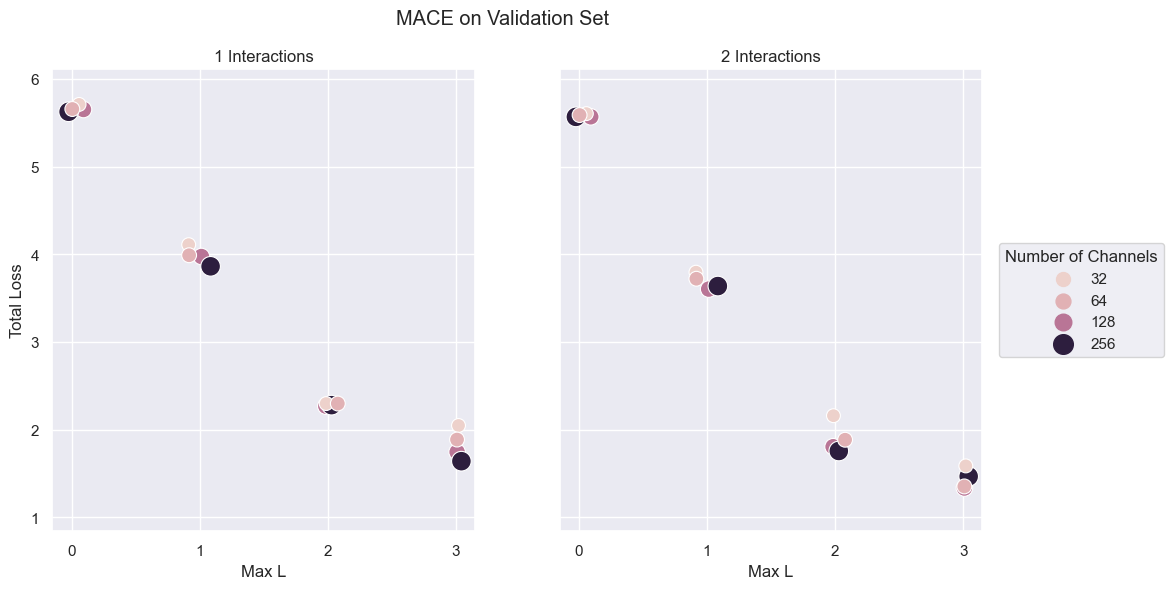 MACE on Validation Set
1 Interactions
2 Interactions
6
5
4
3
2
1
Total Loss
0 1 2 3
0 1 2 3
Max L
Max L
Number of Channels
32
64
128
256